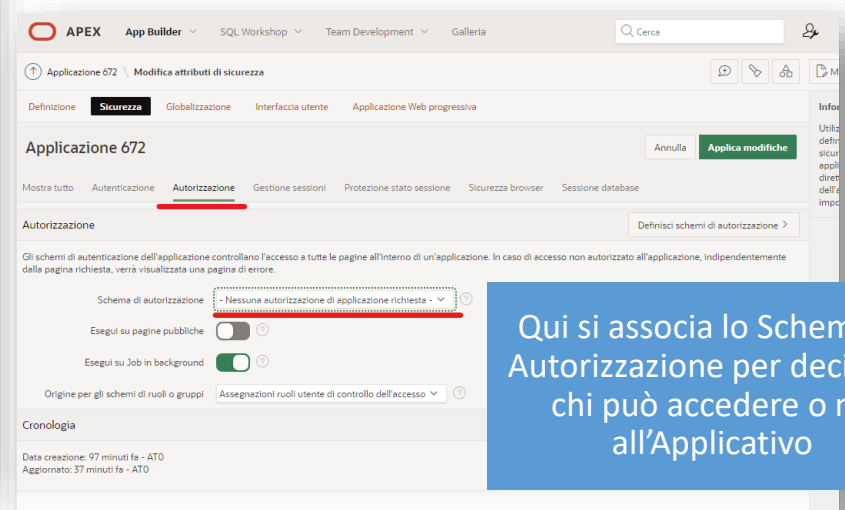 APEX App Builder SQL Workshop Team Development Galleria Cerca
Applicazione 672 \ Modifica attributi di sicurezza
Definizione Sicurezza Globalizzazione Interfaccia utente Applicazione Web progressiva
Applicazione 672 Annulla Applica modifiche
Mostra tutto Autenticazione Autorizzazione Gestione sessioni Protezione stato sessione Sicurezza browser Sessione database
Autorizzazione Definisci schemi di autorizzazione >
Gli schemi di autenticazione dell'applicazione controllano l'accesso a tutte le pagine all'interno di un'applicazione. In caso di accesso non autorizzato all'applicazione, indipendentemente
dalla pagina richiesta, verrà visualizzata una pagina di errore.
Schema di autorizzazione - Nessuna autorizzazione di applicazione richiesta -
Esegui su pagine pubbliche
Esegui su Job in background
Origine per gli schemi di ruoli o gruppi Assegnazioni ruoli utente di controllo dell'accesso
Cronologia
Data creazione: 97 minuti fa - AT0
Aggiornato: 37 minuti fa - AT0
Qui si associa lo
Autorizzazione per
chi può accedere o
all'Applicativo